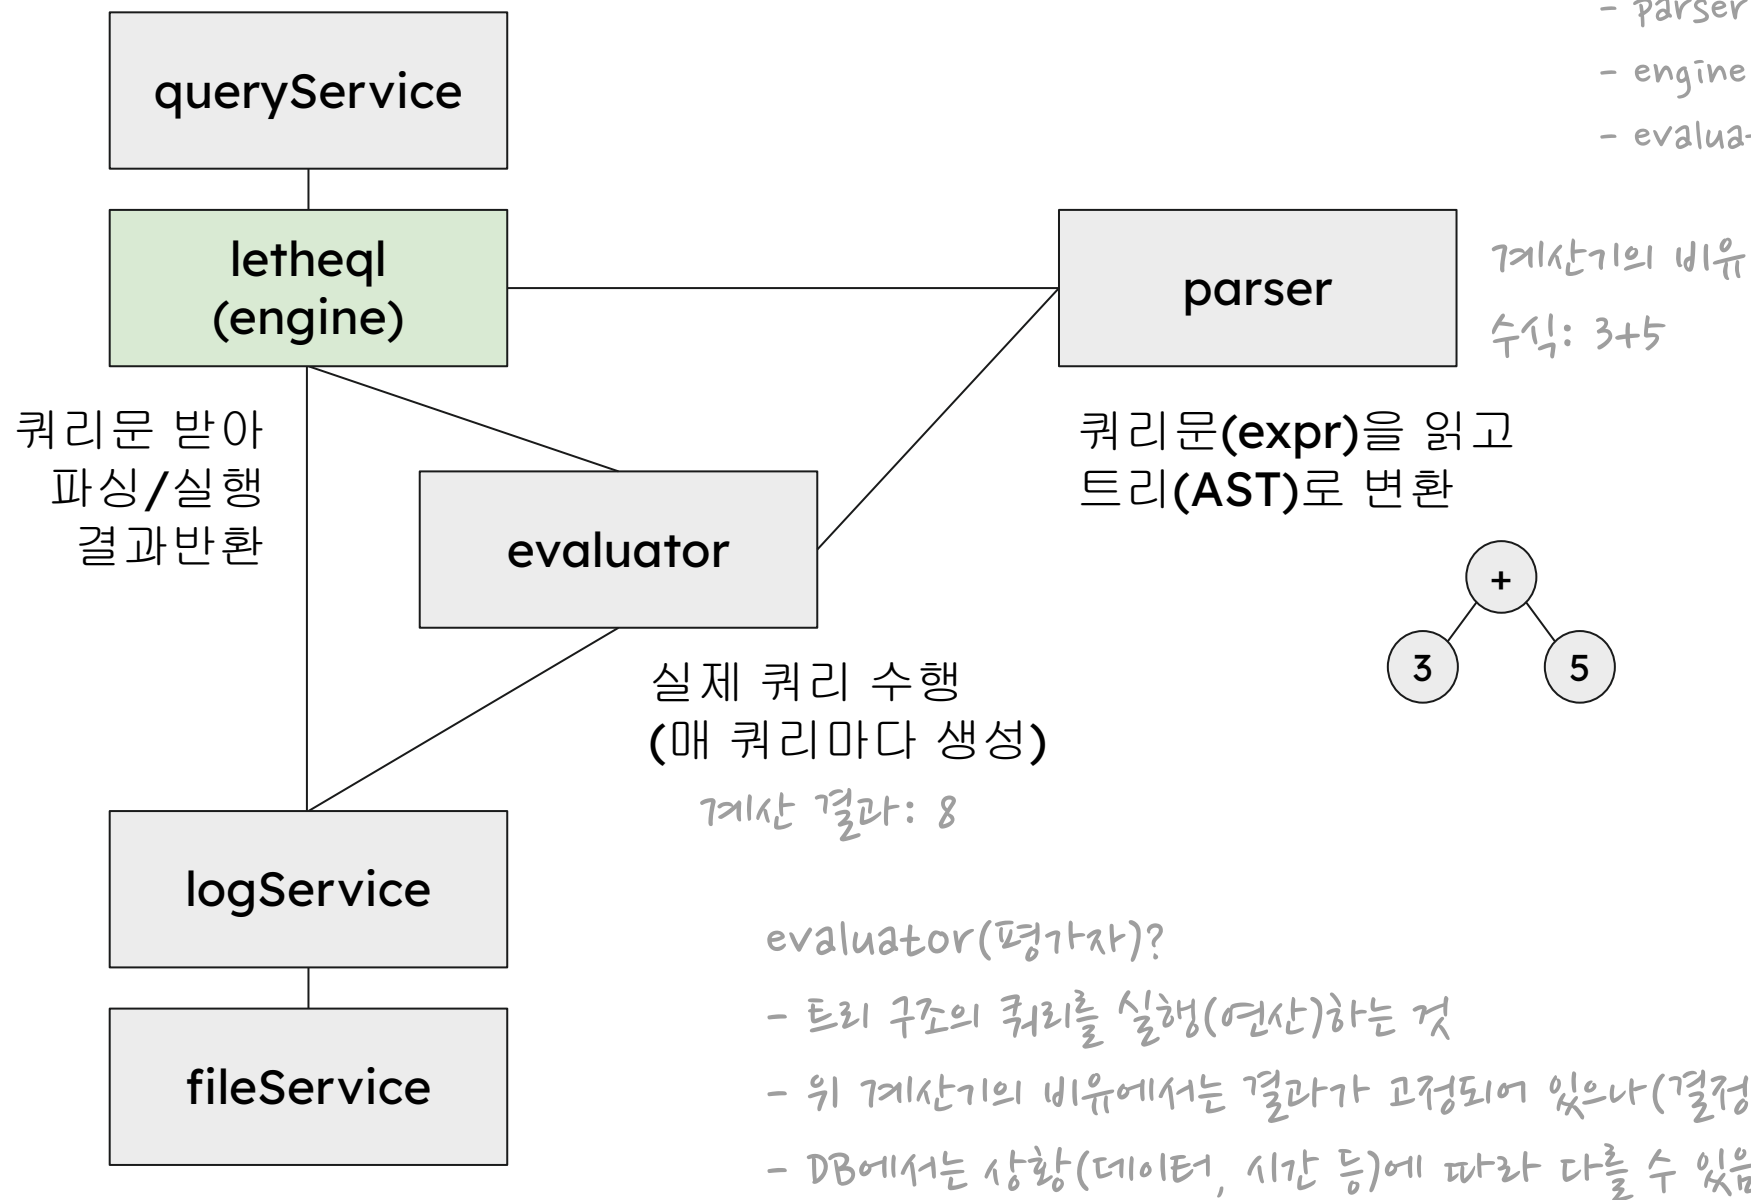 - parser
- engine
queryService
- evalua
letheql
(engine)
parser
계산기의 비유
수식: 3+5
쿼리문 받아
파싱/실행
결과반환
쿼리문(expr)을 읽고
트리(AST)로 변환
evaluator
+
3 5
실제 쿼리 수행
(매 쿼리마다 생성)
계산 결과: 8
logService
evaluator(평가자)?
- 트리 구조의 쿼리를 실행(연산)하는 것
fileService
- 위 계산기의 비유에서는 결과가 고정되어 있으나(결정
- DB에서는 상황(데이터, 시간 등)에 따라 다를 수 있음